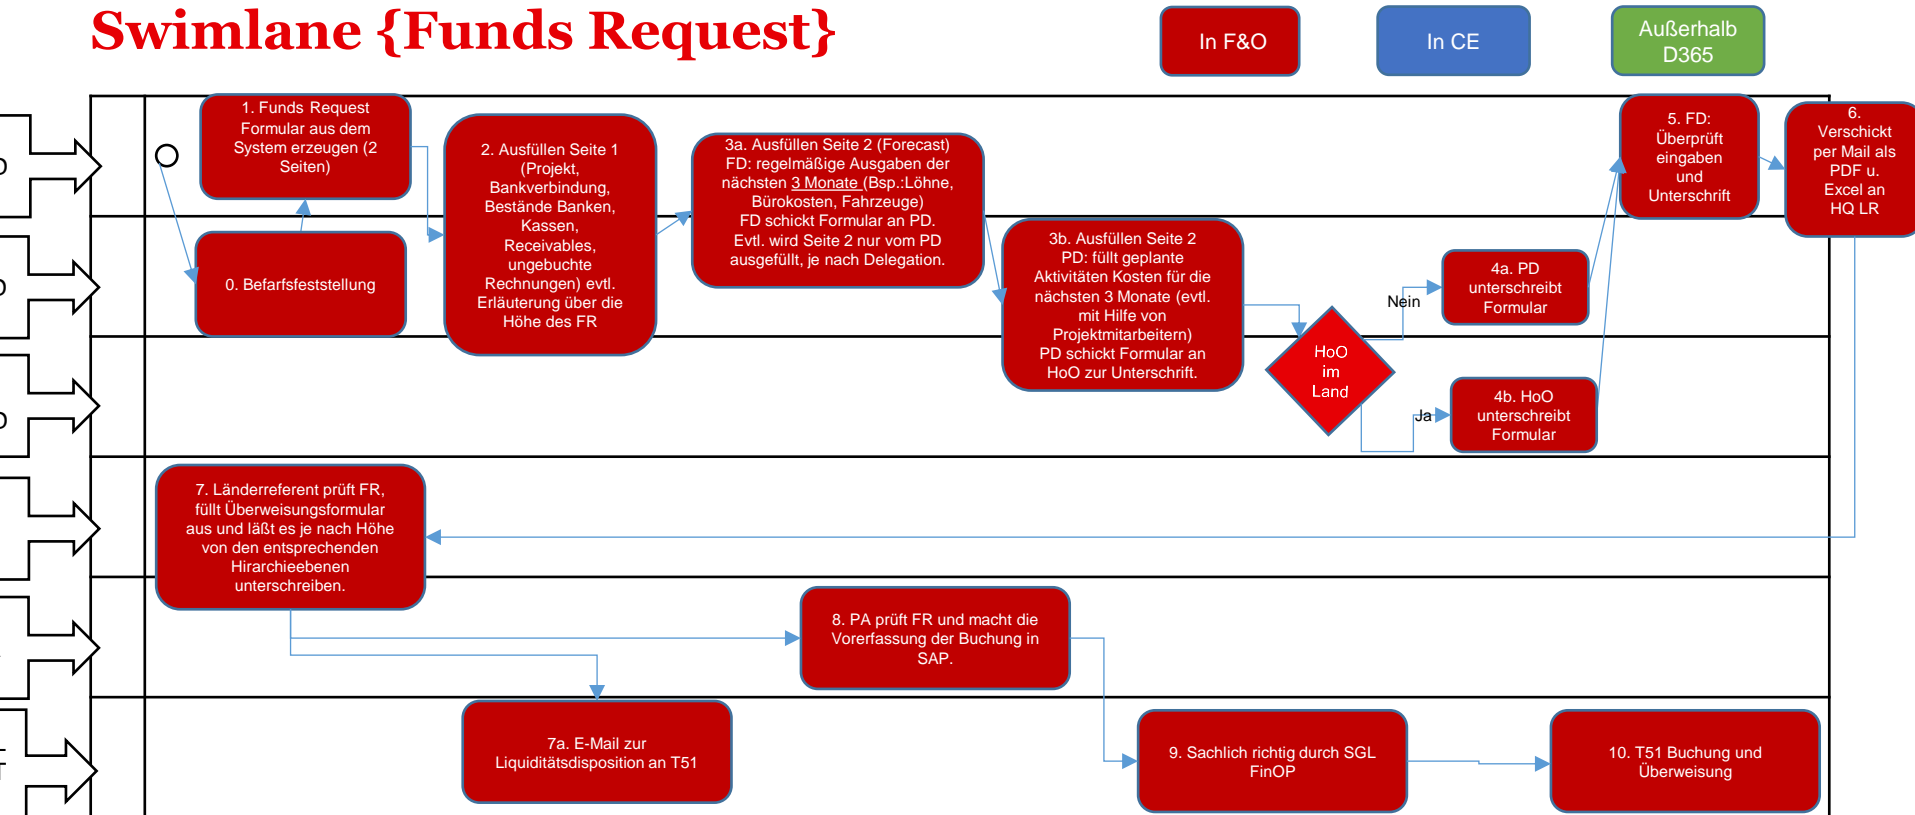 Swimlane {Funds Request}
In F&O
In CE
Außerhalb
D365
1. Funds Request
Formular aus dem
System erzeugen (2
Seiten)
0. Befarfsfeststellung
2. Ausfüllen Seite 1
(Projekt,
Bankverbindung,
Bestände Banken,
Kassen,
Receivables,
ungebuchte
Rechnungen) evtl.
Erläuterung über die
Höhe des FR
3a. Ausfüllen Seite 2 (Forecast)
FD: regelmäßige Ausgaben der
nächsten 3 Monate (Bsp.:Löhne,
Bürokosten, Fahrzeuge)
FD schickt Formular an PD.
Evtl. wird Seite 2 nur vom PD
ausgefüllt, je nach Delegation.
3b. Ausfüllen Seite 2
PD: füllt geplante
Aktivitäten Kosten für die
nächsten 3 Monate (evtl.
mit Hilfe von
Projektmitarbeitern)
PD schickt Formular an
HoO zur Unterschrift.
HoO
im
Land
Nein
Ja
4a. PD
unterschreibt
Formular
4b. HoO
unterschreibt
Formular
5. FD:
Überprüft
eingaben
und
Unterschrift
6.
Verschickt
per Mail als
PDF u.
Excel an
HQ LR
7. Länderreferent prüft FR,
füllt Überweisungsformular
aus und läßt es je nach Höhe
von den entsprechenden
Hirarchieebenen
unterschreiben.
8. PA prüft FR und macht die
Vorerfassung der Buchung in
SAP.
7a. E-Mail zur
Liquiditätsdisposition an T51
9. Sachlich richtig durch SGL
FinOP
10. T51 Buchung und
Überweisung